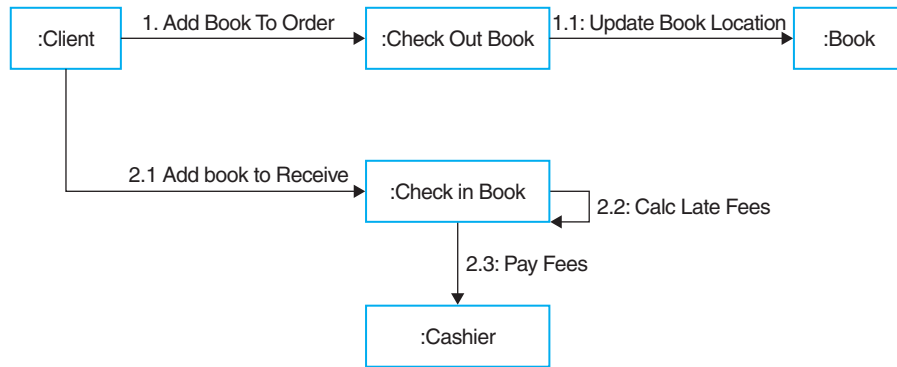 :Client
1. Add Book To Order
:Check Out Book
1.1: Update Book Location
:Book
2.1 Add book to Receive
:Check in Book
2.2: Calc Late Fees
2.3: Pay Fees
:Cashier